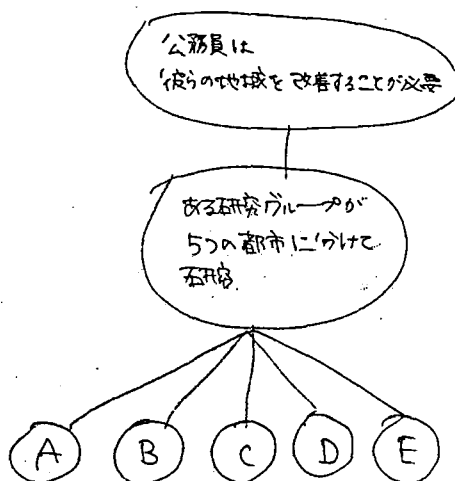 公務員は
彼らの地域を改善することが必要
ある研究グループが
5つの都市に分けて
研究
A B C D E